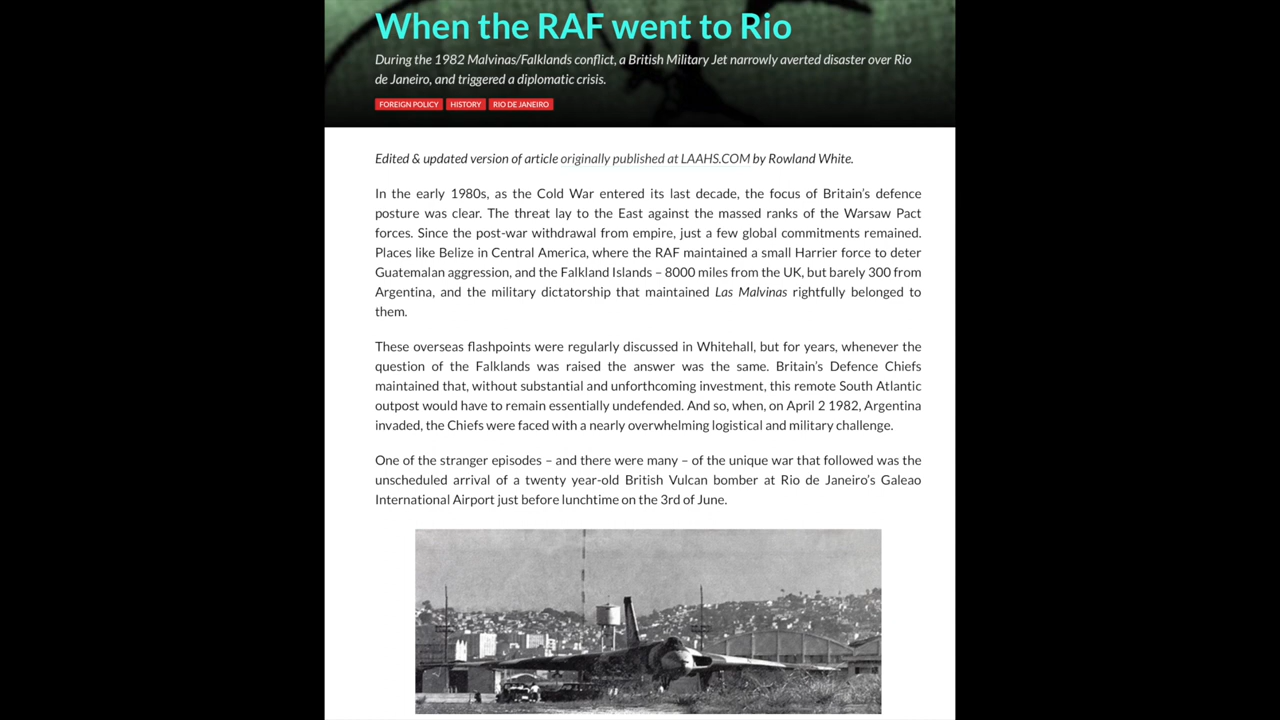 When the RAF went to Rio
During the 1982 Malvinas/Falklands conflict, a British Military Jet narrowly averted disaster over Rio
de Janeiro, and triggered a diplomatic crisis.
FOREIGN POLICY HISTORY RIO DE JANEIRO
Edited & updated version of article originally published at LAAHS.COM by Rowland White.
In the early 1980s, as the Cold War entered its last decade, the focus of Britain’s defence
posture was clear. The threat lay to the East against the massed ranks of the Warsaw Pact
forces. Since the post-war withdrawal from empire, just a few global commitments remained.
Places like Belize in Central America, where the RAF maintained a small Harrier force to deter
Guatemalan aggression, and the Falkland Islands – 8000 miles from the UK, but barely 300 from
Argentina, and the military dictatorship that maintained Las Malvinas rightfully belonged to
them.
These overseas flashpoints were regularly discussed in Whitehall, but for years, whenever the
question of the Falklands was raised the answer was the same. Britain’s Defence Chiefs
maintained that, without substantial and unforthcoming investment, this remote South Atlantic
outpost would have to remain essentially undefended. And so, when, on April 2 1982, Argentina
invaded, the Chiefs were faced with a nearly overwhelming logistical and military challenge.
One of the stranger episodes – and there were many – of the unique war that followed was the
unscheduled arrival of a twenty year-old British Vulcan bomber at Rio de Janeiro’s Galeao
International Airport just before lunchtime on the 3rd of June.